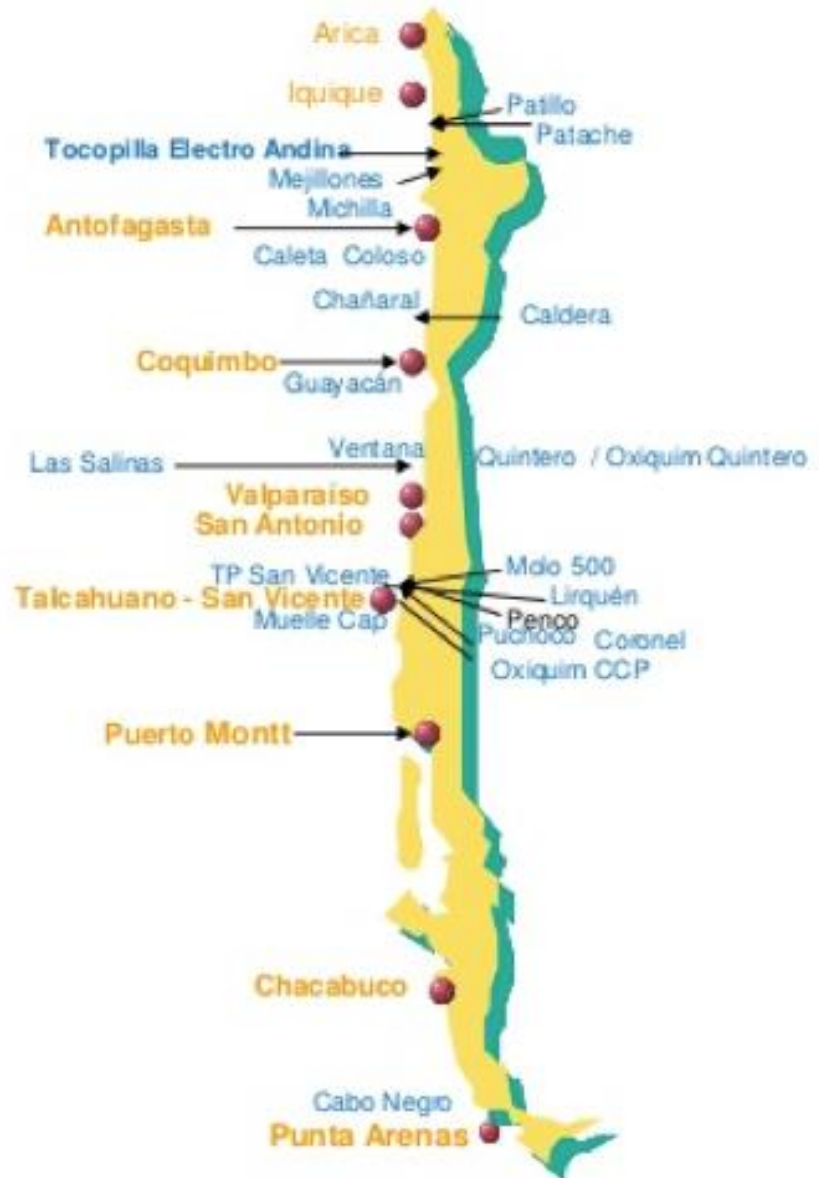 Arica
Iquique
Patillo
Patache
Tocopilla Electro Andina
Mejillones
Michilla
Antofagasta
Caleta Coloso
Chañaral
Caldera
Coquimbo
Guayacán
Ventana
Las Salinas
Quintero / Oxiquim Quintero
Valparaíso
San Antonio
TP San Vicente
Molo 500
Talcahuano - San Vicente
Lirquén
Muelle Cap
Penco
Puchoco Coronel
Oxiquim CCP
Puerto Montt
Chacabuco
Cabo Negro
Punta Arenas